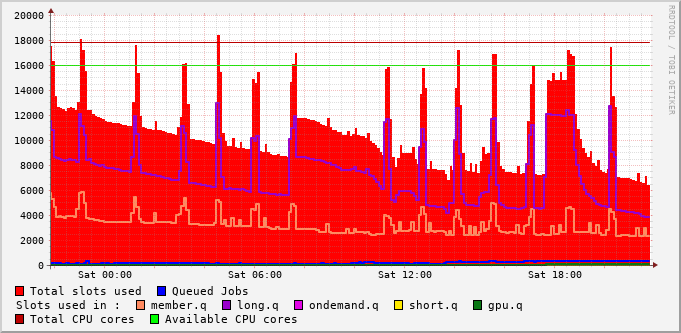 RRDTOOL / TOBI OETIKER
20000
18000
16000
14000
12000
10000
8000
6000
4000
2000
0
Sat 00:00 Sat 06:00 Sat 12:00 Sat 18:00
Total slots used Queued Jobs
Slots used in : member.q long.q ondemand.q short.q gpu.q
Total CPU cores Available CPU cores